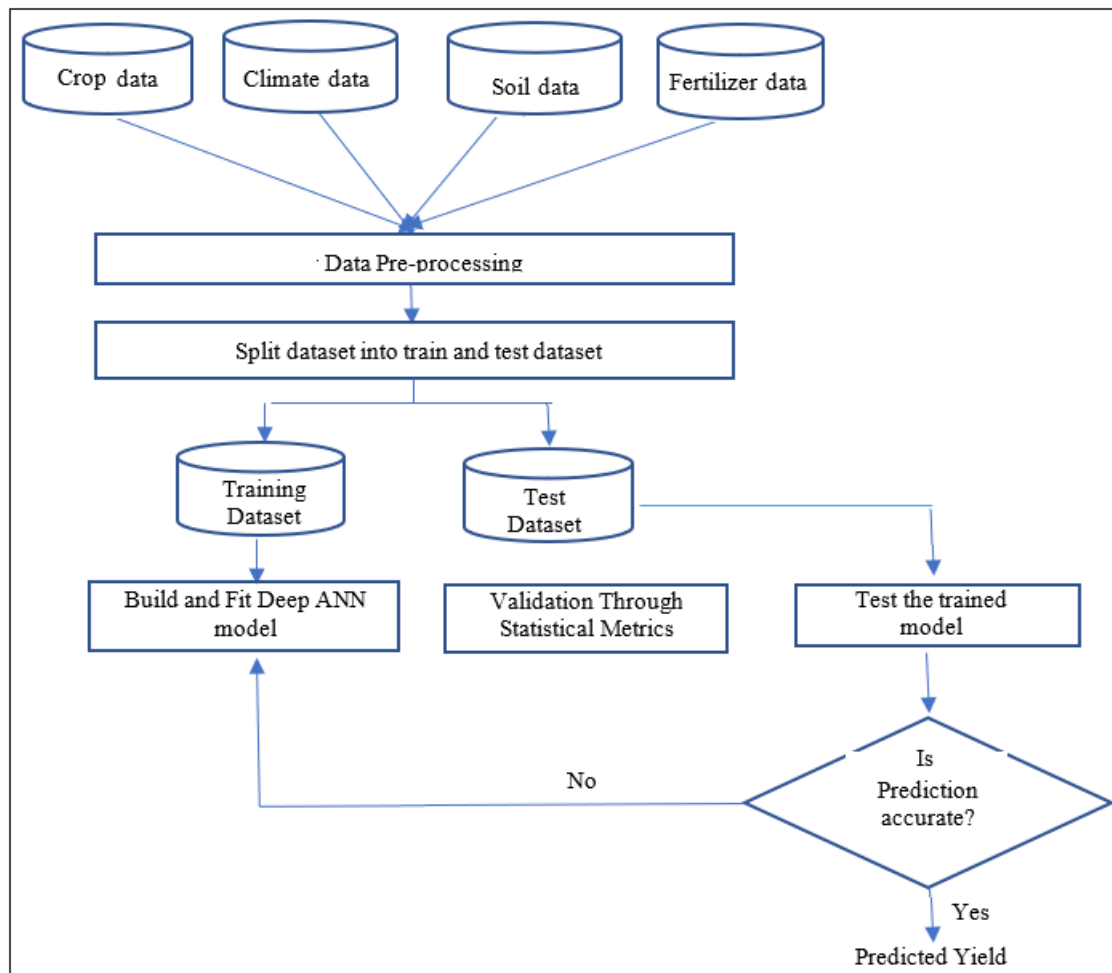 Crop data
Climate data
Soil data
Fertilizer data
Data Pre-processing
Split dataset into train and test dataset
Training
Dataset
Test
Dataset
Build and Fit Deep ANN
model
Validation Through
Statistical Metrics
Test the trained
model
Is
Prediction
accurate?
No
Yes
Predicted Yield